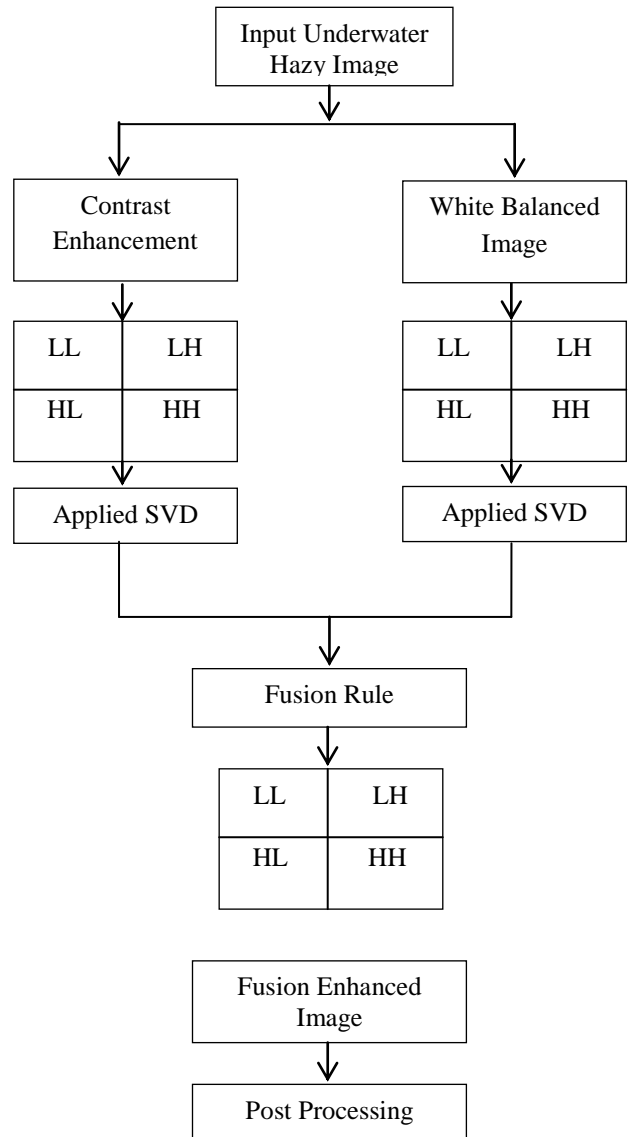 Input Underwater
Hazy Image
Contrast
Enhancement
White Balanced
Image
LL LH
HL HH
LL LH
HL HH
Applied SVD
Applied SVD
Fusion Rule
LL LH
HL HH
Fusion Enhanced
Image
Post Processing